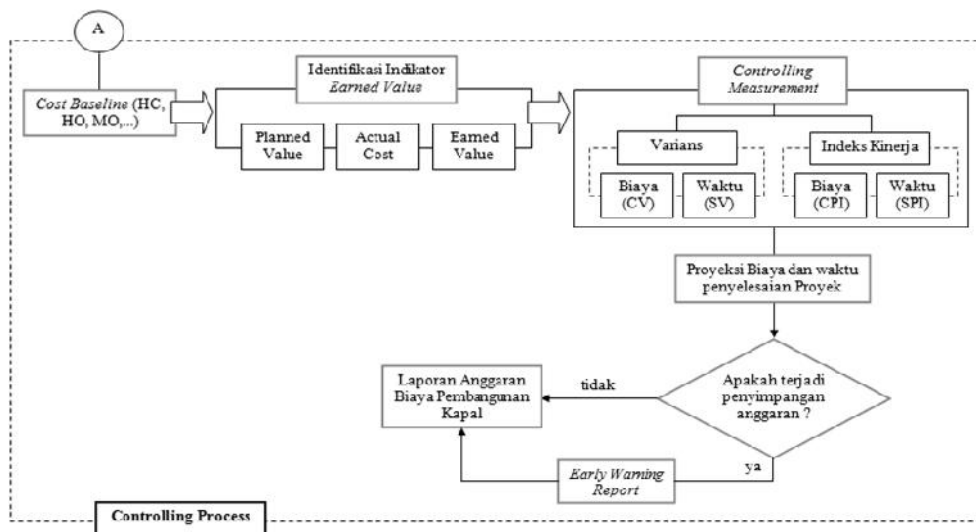 A
Cost Baseline (HC,
HO, MO,...)
Identifikasi Indikator
Earned Value
Planned
Value
Actual
Cost
Earned
Value
Controlling
Measurement
Varians
Indeks Kinerja
Biaya
(CV)
Waktu
(SV)
Biaya
(CPI)
Waktu
(SPI)
Proyeksi Biaya dan waktu
penyelesaian Proyek
Apakah terjadi
penyimpangan
anggaran ?
tidak
Laporan Anggaran
Biaya Pembangunan
Kapal
ya
Early Warning
Report
Controlling Process